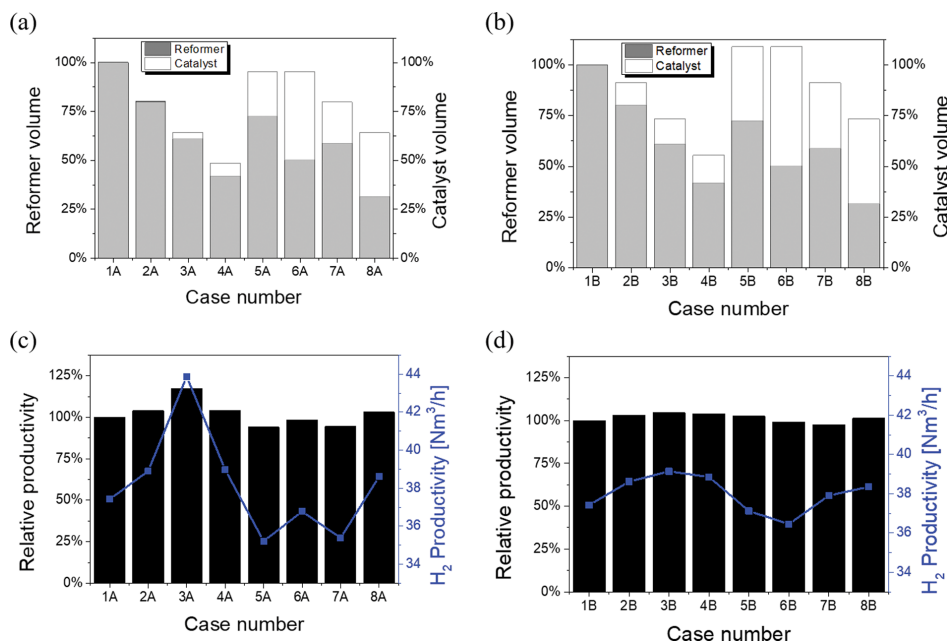 (a)
Reformer
Catalyst
100%
75%
50%
25%
0%
Reformer volume
100%
75%
50%
25%
0%
Catalyst volume
1A 2A 3A 4A 5A 6A 7A 8A
Case number
(b)
Reformer
Catalyst
100%
75%
50%
25%
0%
Reformer volume
100%
75%
50%
25%
0%
Catalyst volume
1B 2B 3B 4B 5B 6B 7B 8B
Case number
(c)
125%
100%
75%
50%
25%
0%
Relative productivity
44
42
40
38
36
34
H₂ Productivity [Nm³/h]
1A 2A 3A 4A 5A 6A 7A 8A
Case number
(d)
125%
100%
75%
50%
25%
0%
Relative productivity
44
42
40
38
36
34
H₂ Productivity [Nm³/h]
1B 2B 3B 4B 5B 6B 7B 8B
Case number